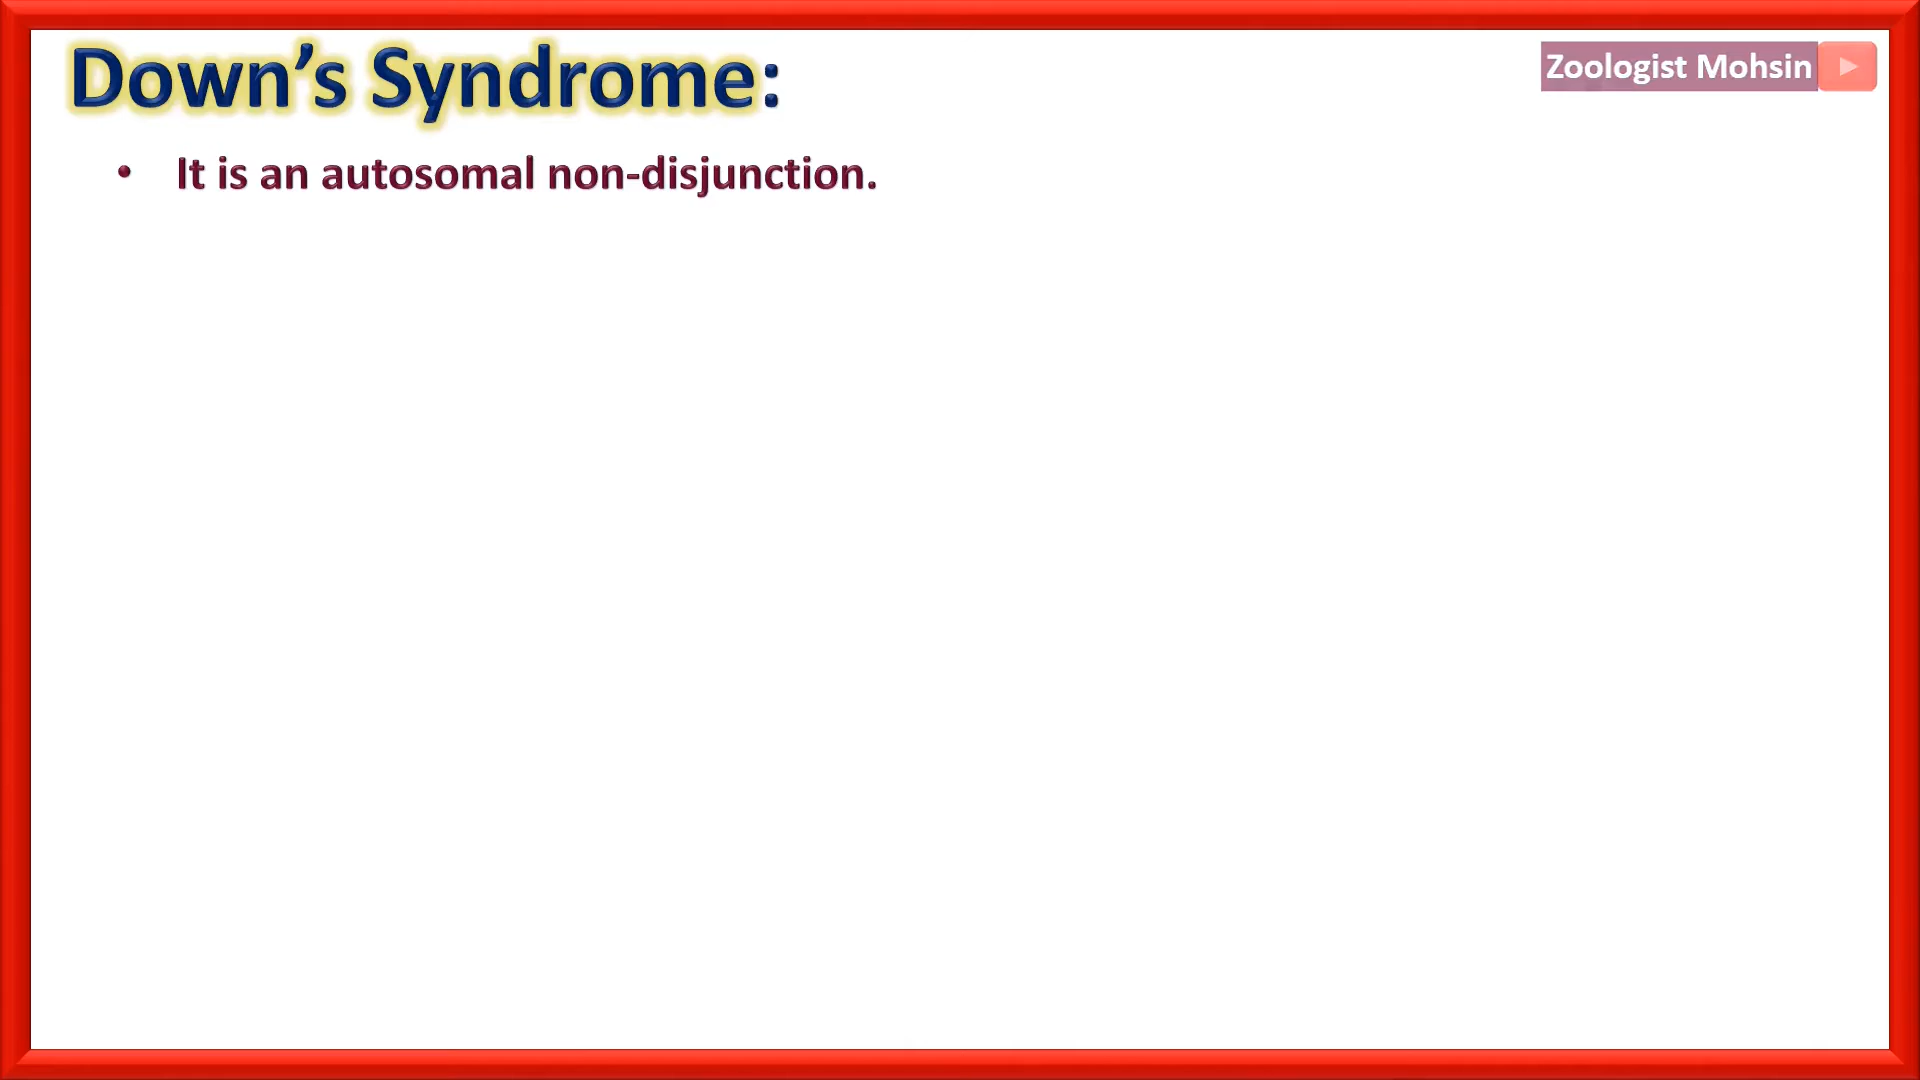 Down’s Syndrome:
Zoologist Mohsin
• It is an autosomal non-disjunction.